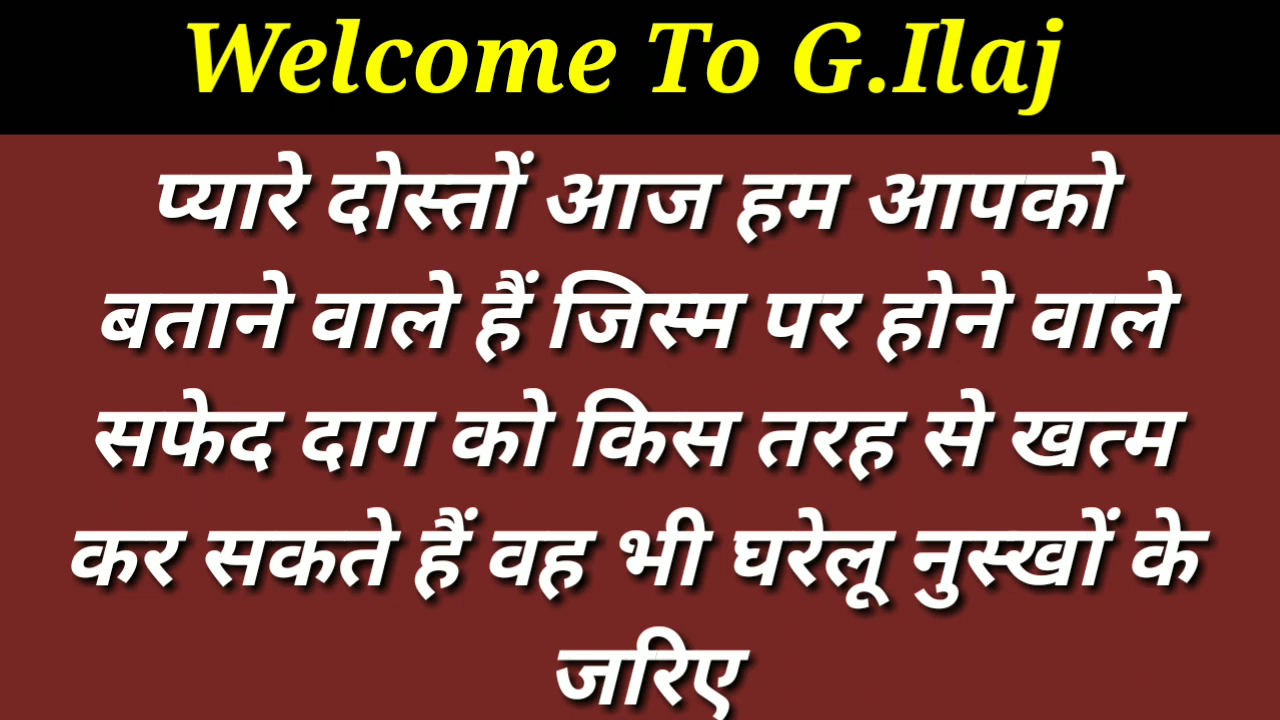 Welcome To G.Ilaj
प्यारे दोस्तों आज हम आपको
बताने वाले हैं जिस्म पर होने वाले
सफेद दाग को किस तरह से खत्म
कर सकते हैं वह भी घरेलू नुस्खों के
जरिए